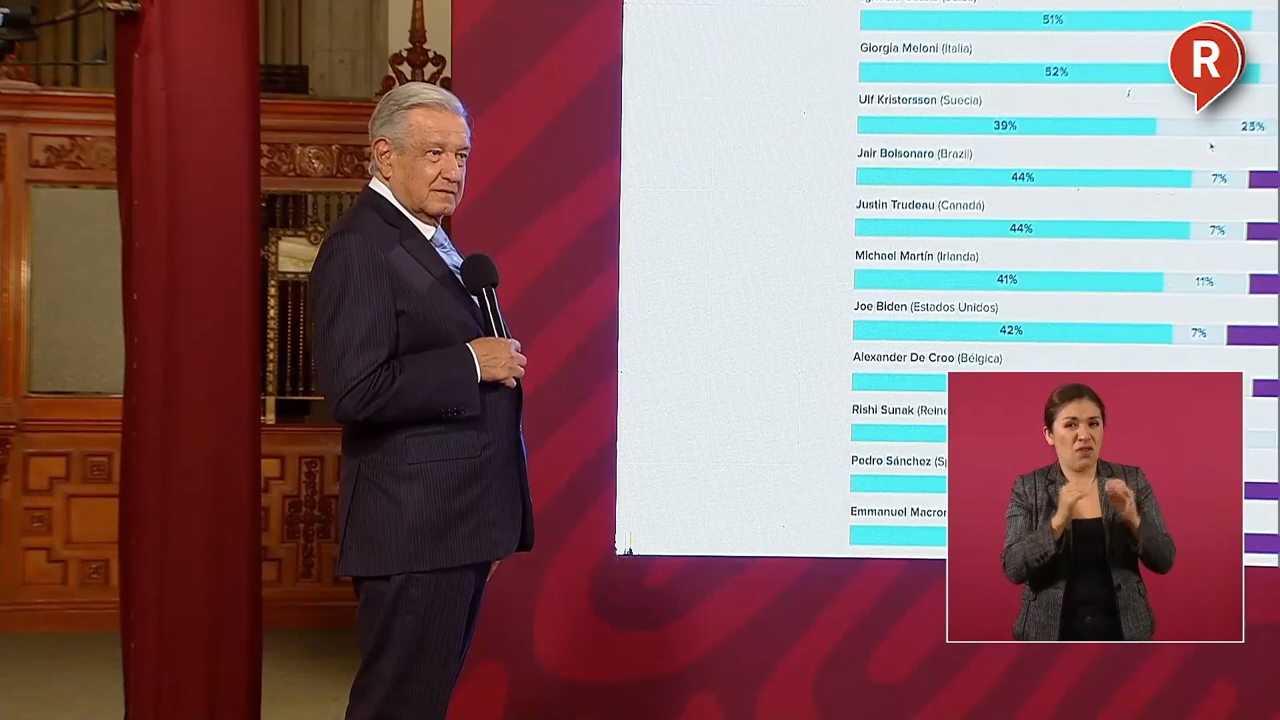 51%
Giorgia Meloni (Italia)
52%
Ulf Kristersson (Suecia)
39% 23%
Jair Bolsonaro (Brazil)
44% 7%
Justin Trudeau (Canadá)
44% 7%
Michael Martín (Irlanda)
41% 11%
Joe Biden (Estados Unidos)
42% 7%
Alexander De Croo (Bélgica)
Rishi Sunak (Rein
Pedro Sánchez (S
Emmanuel Macron
R